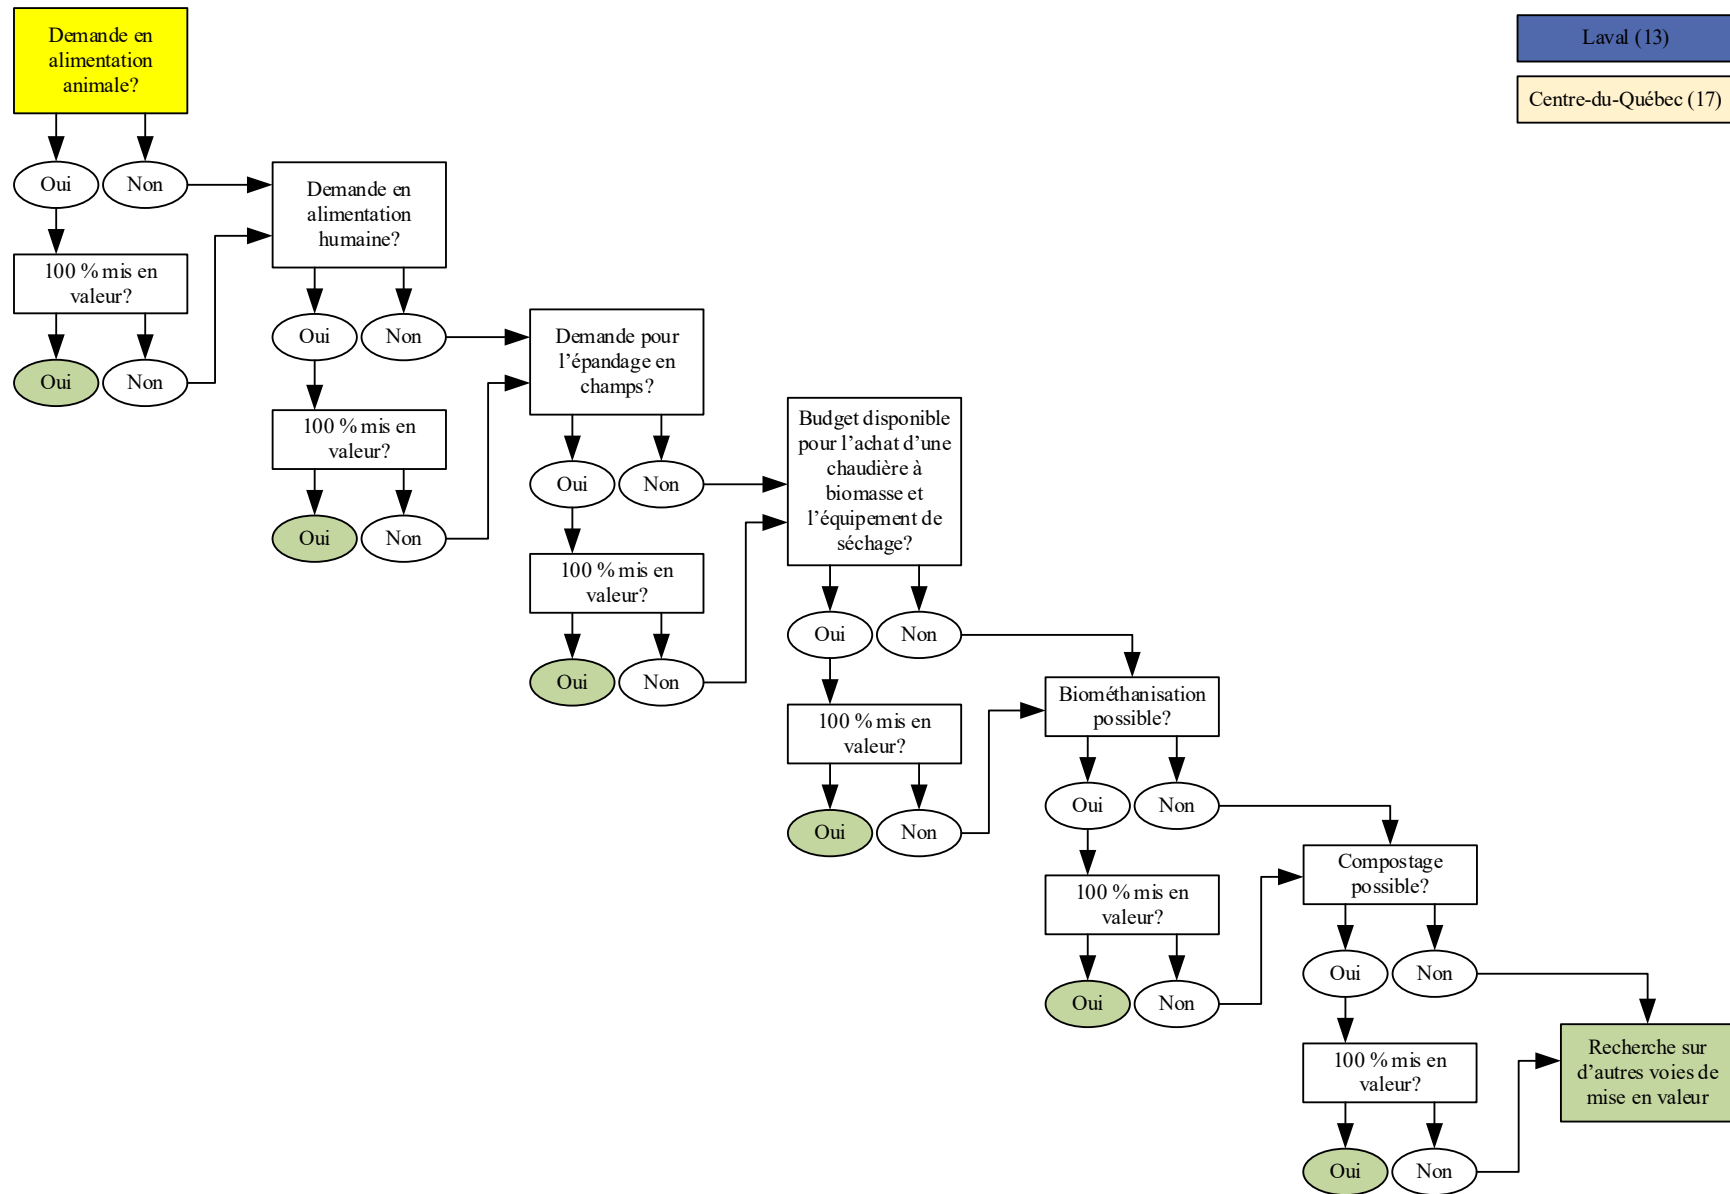 Demande en
alimentation
animale?
Laval (13)
Centre-du-Québec (17)
Oui
Non
Demande en
alimentation
humaine?
100 % mis en
valeur?
Oui
Non
Oui
Non
Demande pour
l'épandage en
champs?
100 % mis en
valeur?
Oui
Non
Budget disponible
pour l'achat d'une
chaudière à
biomasse et
l'équipement de
séchage?
Oui
Non
100 % mis en
valeur?
Oui
Non
Oui
Non
Biométhanisation
possible?
100 % mis en
valeur?
Oui
Non
Oui
Non
Compostage
possible?
100 % mis en
valeur?
Oui
Non
Oui
Non
Recherche sur
d'autres voies de
mise en valeur
100 % mis en
valeur?
Oui
Non